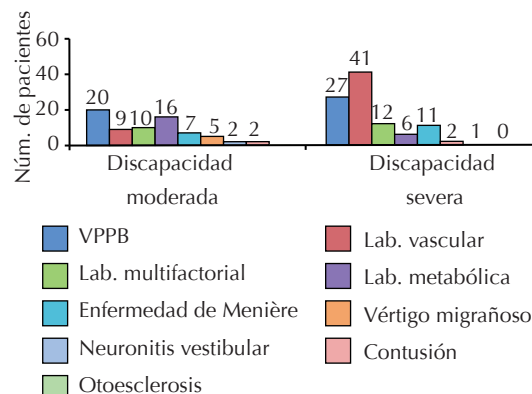 Núm. de pacientes
60
40
20
0
20 9 10 16 7 5 2 2
27 41 12 6 11 2 1 0
Discapacidad moderada
Discapacidad severa
VPPB
Lab. vascular
Lab. multifactorial
Lab. metabólica
Enfermedad de Menière
Vértigo migrañoso
Neuronitis vestibular
Contusión
Otoesclerosis